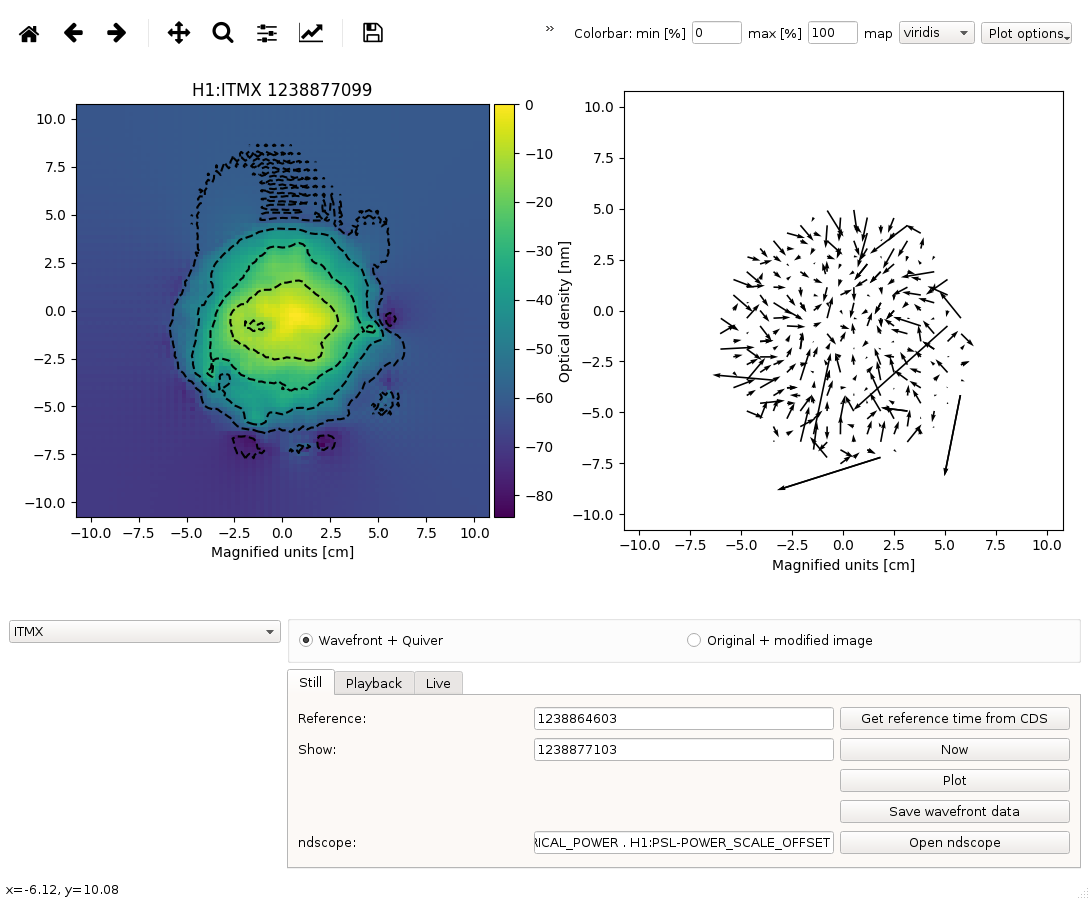 » Colorbar: min [%] 0 max [%] 100 map viridis Plot options
H1:ITMX 1238877099
10.0
7.5
5.0
2.5
0.0
−2.5
−5.0
−7.5
−10.0
−10.0 −7.5 −5.0 −2.5 0.0 2.5 5.0 7.5 10.0
Magnified units [cm]
0
−10
−20
−30
−40
−50
−60
−70
−80
Optical density [nm]
10.0
7.5
5.0
2.5
0.0
−2.5
−5.0
−7.5
−10.0
−10.0 −7.5 −5.0 −2.5 0.0 2.5 5.0 7.5 10.0
Magnified units [cm]
ITMX
Wavefront + Quiver Original + modified image
Still Playback Live
Reference: 1238864603 Get reference time from CDS
Show: 1238877103 Now
Plot
Save wavefront data
ndscope: RICAL_POWER . H1:PSL-POWER_SCALE_OFFSET Open ndscope
x=-6.12, y=10.08